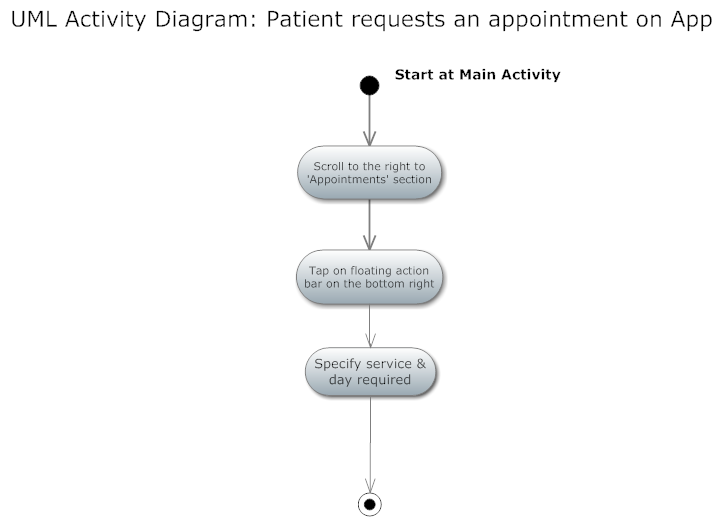 UML Activity Diagram: Patient requests an appointment on App
Start at Main Activity
Scroll to the right to
'Appointments' section
Tap on floating action
bar on the bottom right
Specify service &
day required